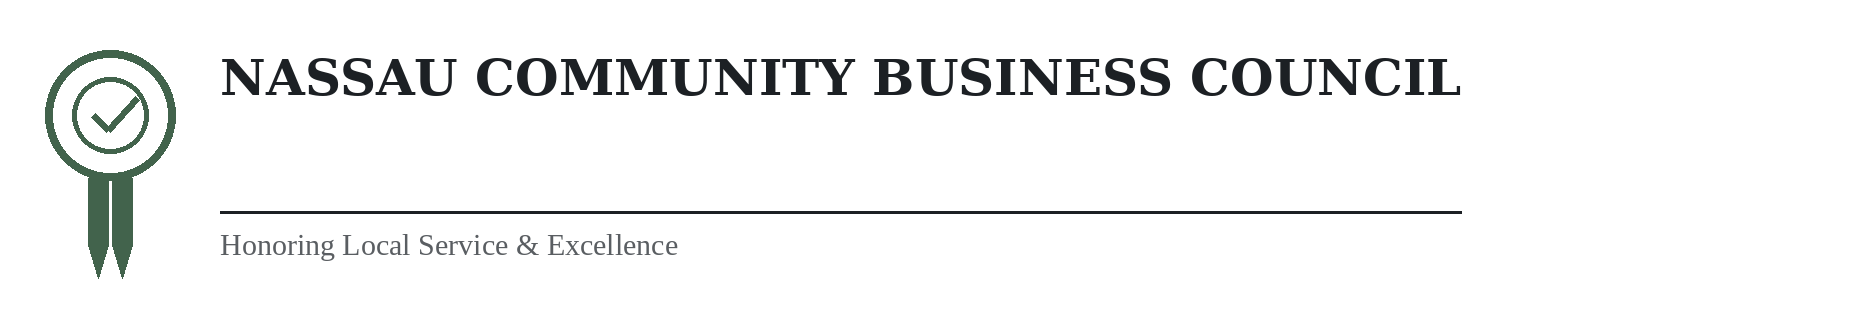 NASSAU COMMUNITY BUSINESS COUNCIL
Honoring Local Service & Excellence